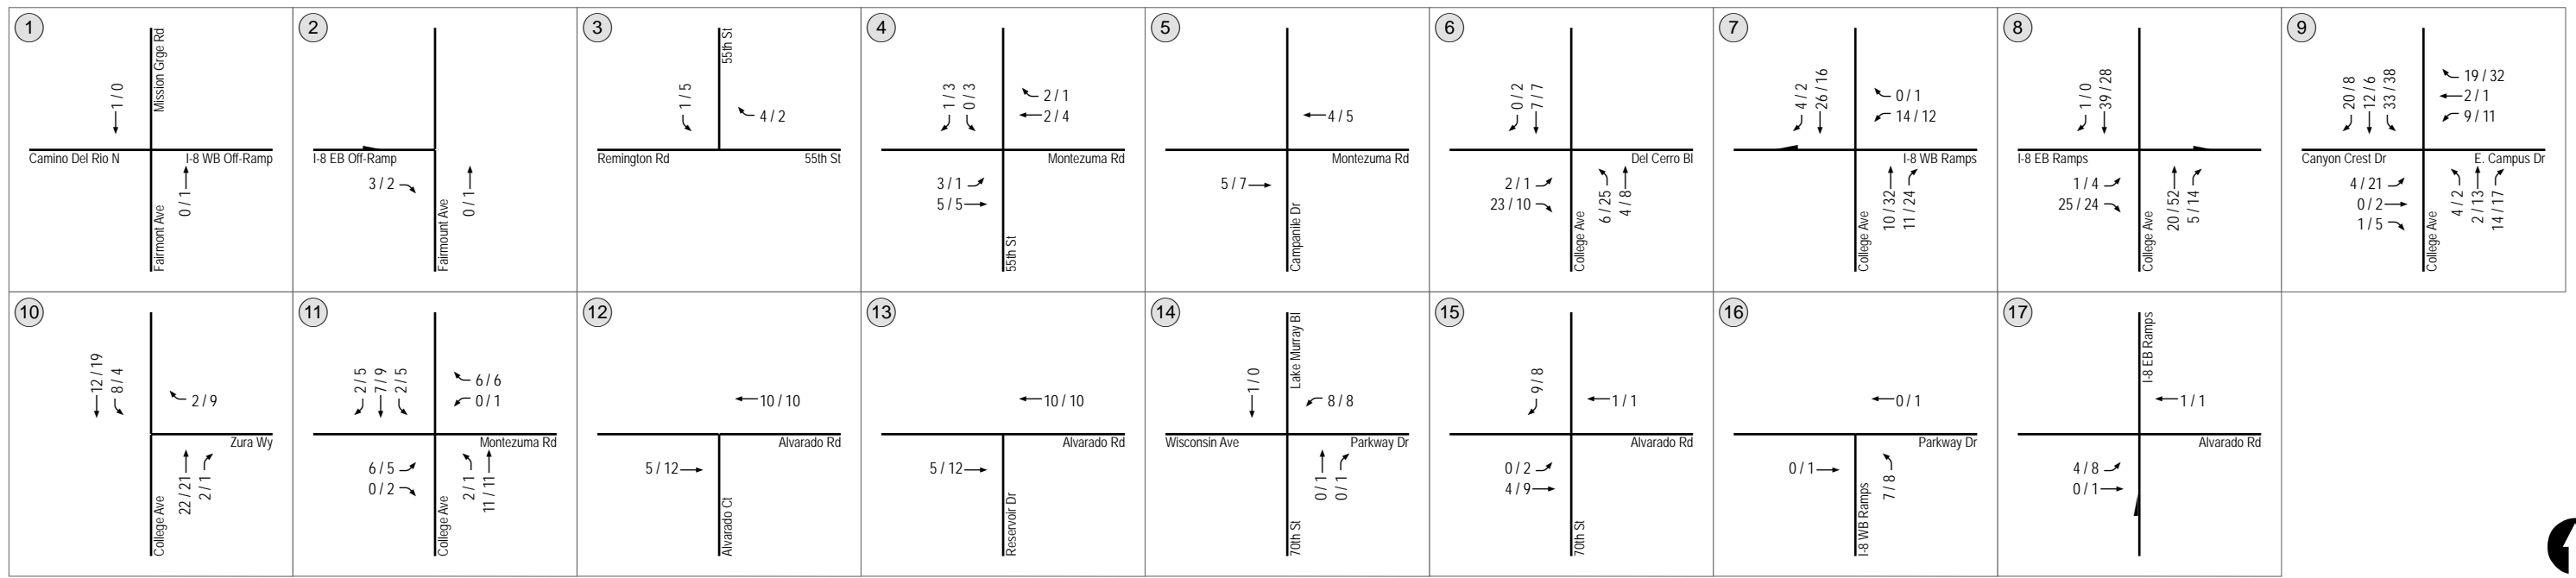 1
Mission Grge Rd
1 / 0
Camino Del Rio N
I-8 WB Off-Ramp
0 / 1
Fairmont Ave
2
I-8 EB Off-Ramp
3 / 2
0 / 1
Fairmount Ave
3
55th St
1 / 5
4 / 2
Remington Rd
55th St
4
1 / 3
0 / 3
2 / 1
2 / 4
Montezuma Rd
3 / 1
5 / 5
55th St
5
4 / 5
Montezuma Rd
5 / 7
Campanile Dr
6
0 / 2
7 / 7
Del Cerro Bl
2 / 1
23 / 10
6 / 25
4 / 8
College Ave
7
4 / 2
26 / 16
0 / 1
14 / 12
I-8 WB Ramps
10 / 32
11 / 24
College Ave
8
1 / 0
39 / 28
I-8 EB Ramps
1 / 4
25 / 24
20 / 52
5 / 14
College Ave
9
20 / 8
12 / 6
33 / 38
19 / 32
2 / 1
9 / 11
Canyon Crest Dr
E. Campus Dr
4 / 21
0 / 2
1 / 5
4 / 2
2 / 13
14 / 17
College Ave
10
12 / 19
8 / 4
2 / 9
Zura Wy
22 / 21
2 / 1
College Ave
11
2 / 5
7 / 9
2 / 5
6 / 6
0 / 1
Montezuma Rd
6 / 5
0 / 2
2 / 1
11 / 11
College Ave
12
10 / 10
Alvarado Rd
5 / 12
Alvarado Ct
13
10 / 10
Alvarado Rd
5 / 12
Reservoir Dr
14
Lake Murray Bl
1 / 0
8 / 8
Wisconsin Ave
Parkway Dr
0 / 1
0 / 1
70th St
15
9 / 8
1 / 1
Alvarado Rd
0 / 2
4 / 9
70th St
16
0 / 1
Parkway Dr
0 / 1
7 / 8
I-8 WB Ramps
17
I-8 EB Ramps
1 / 1
Alvarado Rd
4 / 8
0 / 1